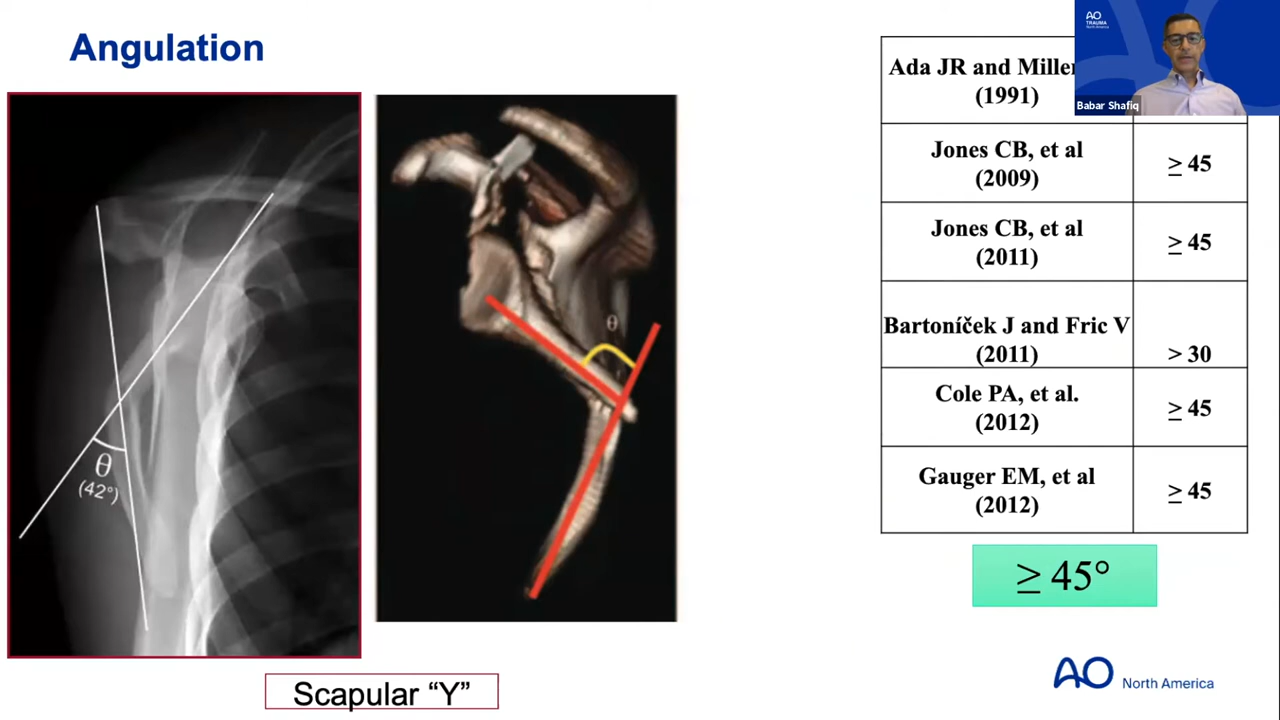 Angulation
θ
(42°)
θ
Scapular “Y”
Ada JR and Miller
(1991)
Jones CB, et al
(2009)
≥ 45
Jones CB, et al
(2011)
≥ 45
Bartoníček J and Fric V
(2011)
> 30
Cole PA, et al.
(2012)
≥ 45
Gauger EM, et al
(2012)
≥ 45
≥ 45°
AO
TRAUMA
North America
Babar Shafiq
AO North America